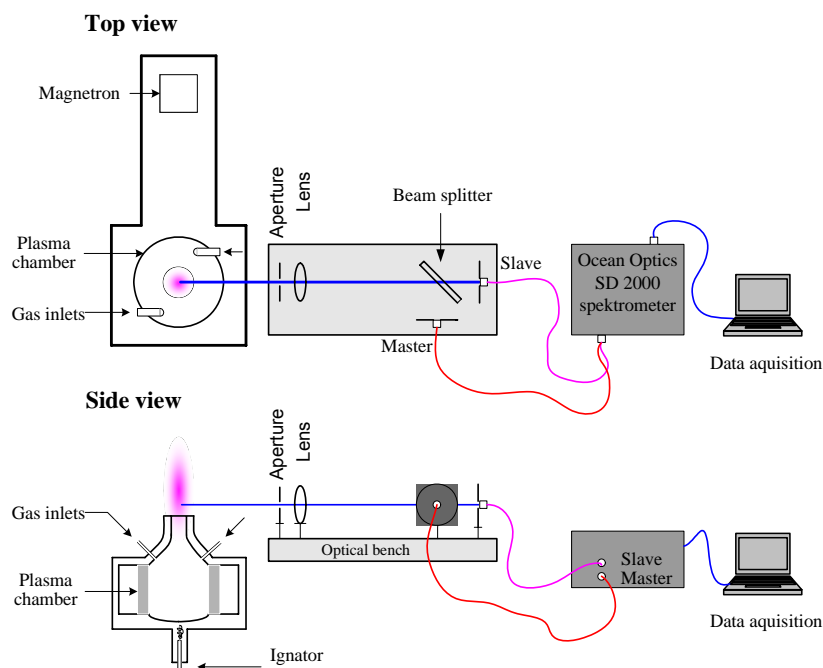 Top view
Magnetron
Aperture
Lens
Beam splitter
Plasma
chamber
Slave
Ocean Optics
SD 2000
spektrometer
Gas inlets
Master
Data aquisition
Side view
Aperture
Lens
Gas inlets
Optical bench
Plasma
chamber
Slave
Master
Data aquisition
Ignator